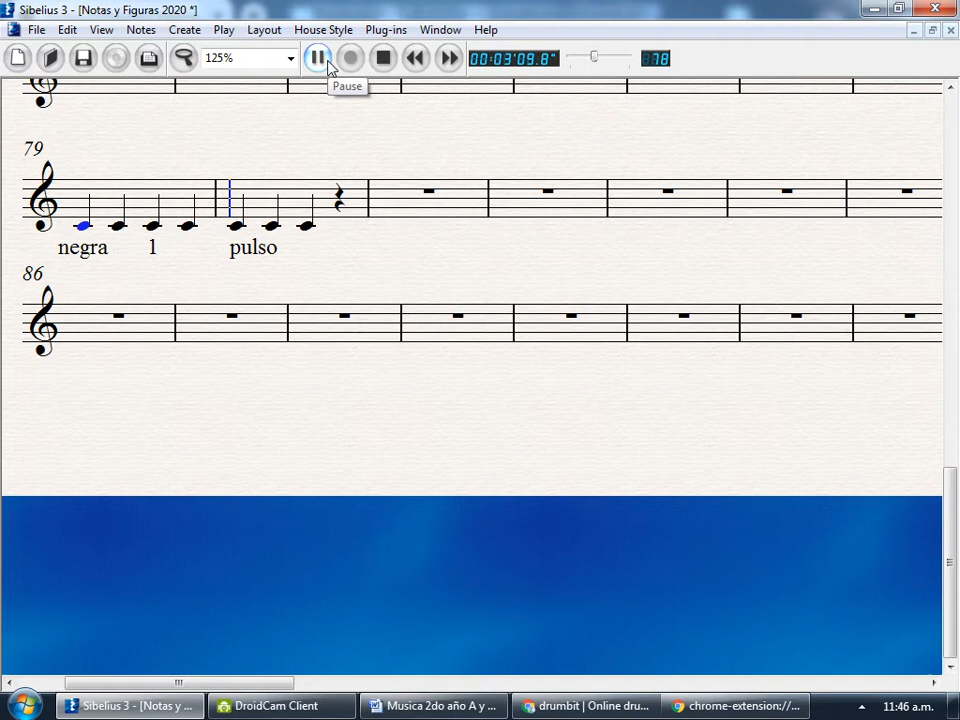 Sibelius 3 - [Notas y Figuras 2020 *]
File Edit View Notes Create Play Layout House Style Plug-ins Window Help
125% 00:03'09.8" 78
Pause
79
negra 1 pulso
86
Sibelius 3 - [Notas y ... DroidCam Client Musica 2do año A y ... drumbit | Online dru... chrome-extension://... 11:46 a.m.